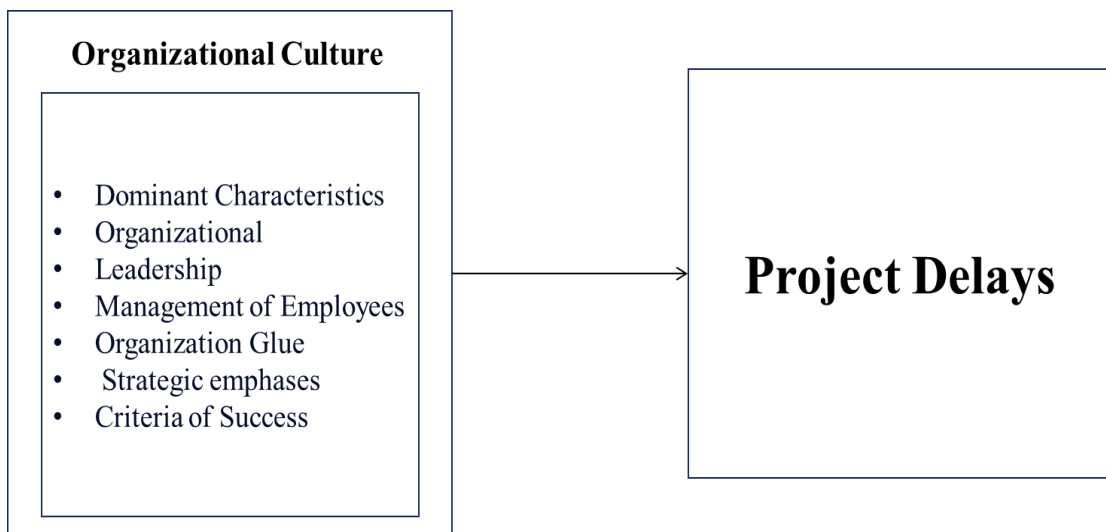 Organizational Culture
• Dominant Characteristics
• Organizational
• Leadership
• Management of Employees
• Organization Glue
• Strategic emphases
• Criteria of Success
Project Delays